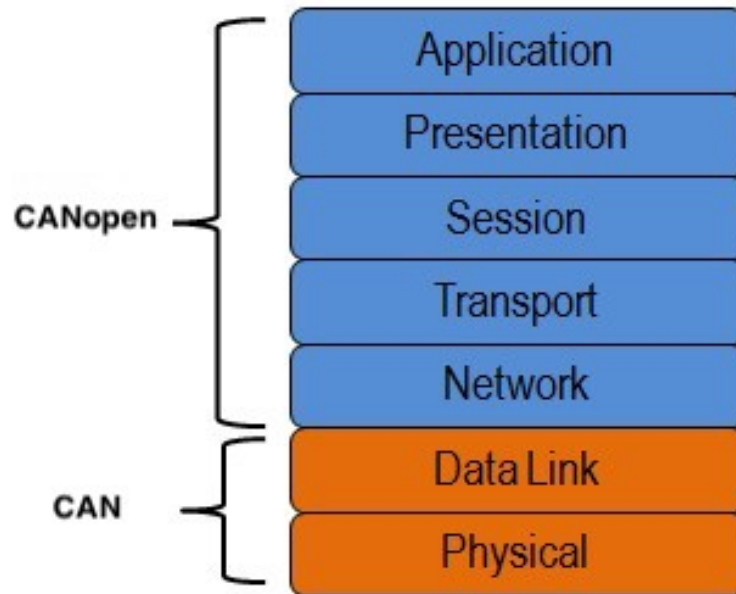 Application
Presentation
CANopen
Session
Transport
Network
Data Link
CAN
Physical